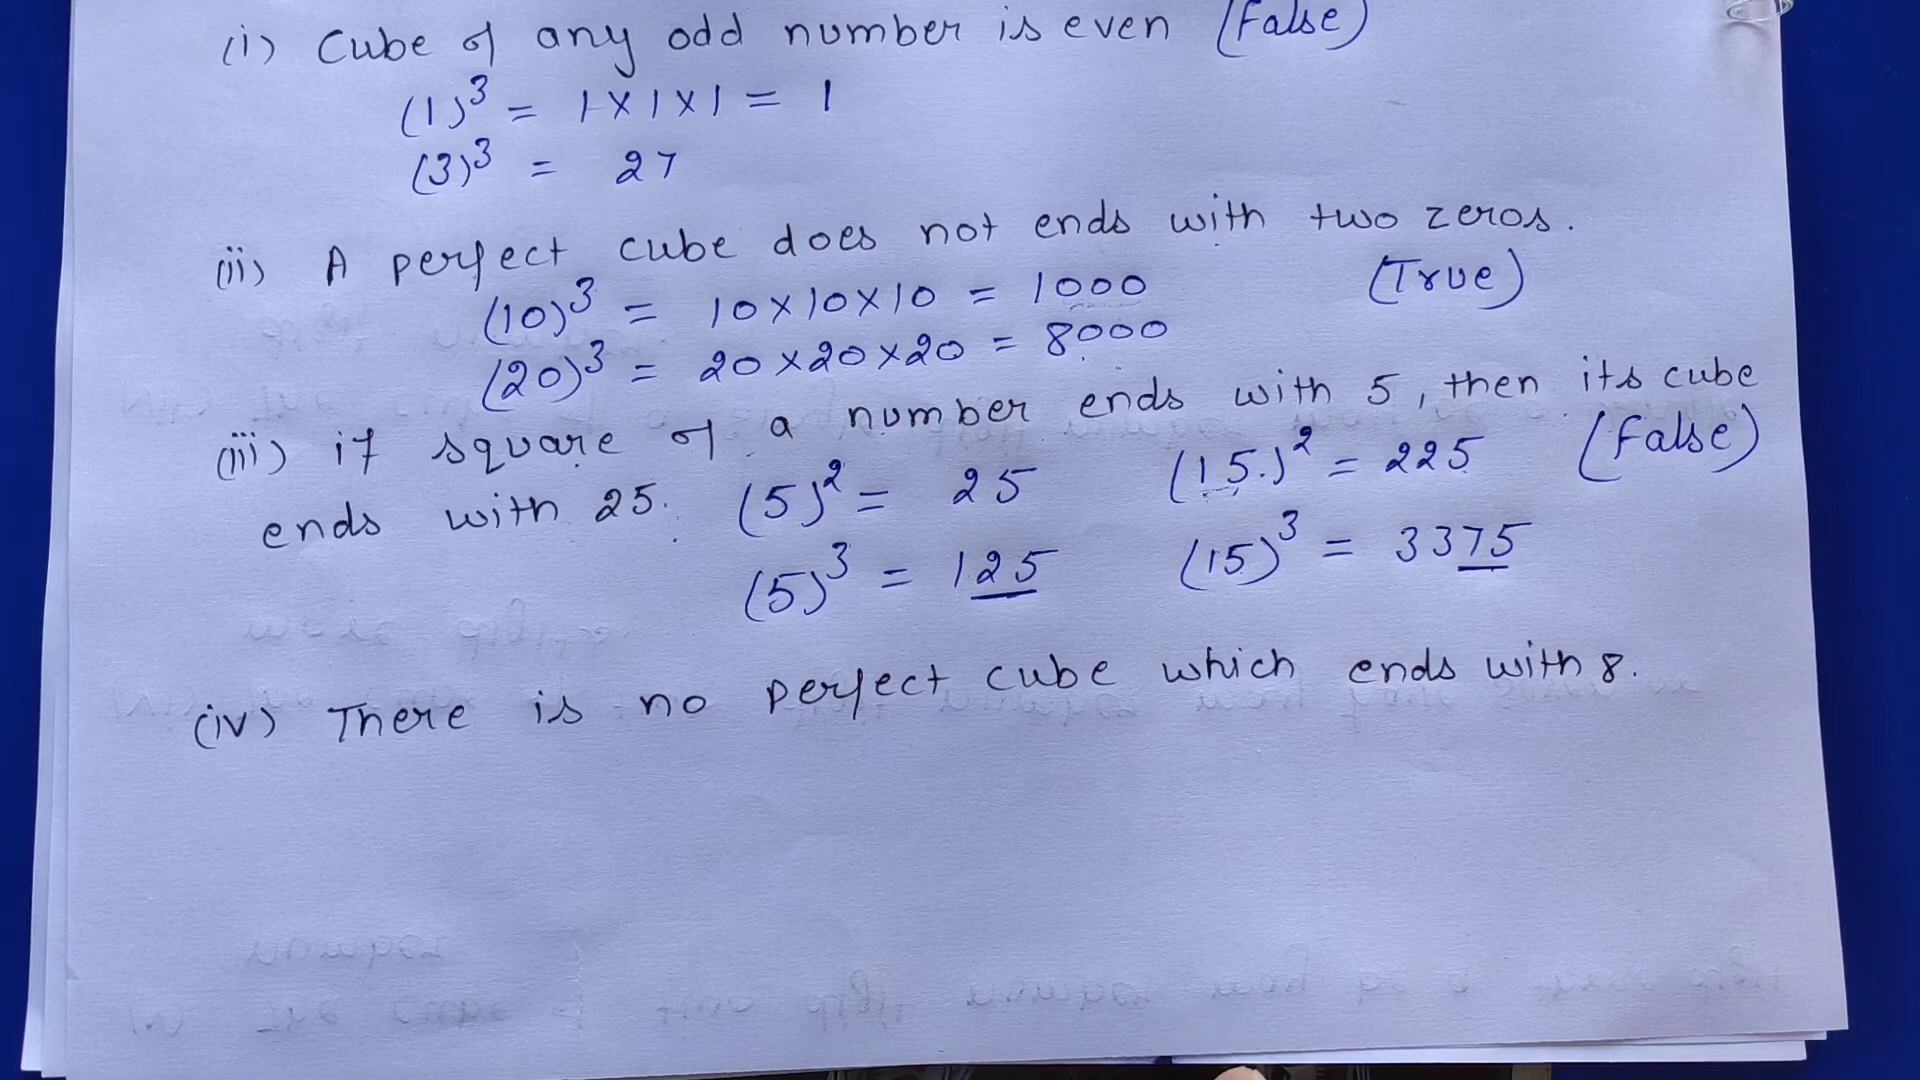 (i) Cube of any odd number is even (False)
(1)³ = 1×1×1 = 1
(3)³ = 27
(ii) A perfect cube does not ends with two zeros.
(True)
(10)³ = 10×10×10 = 1000
(20)³ = 20×20×20 = 8000
(iii) if square of a number ends with 5, then its cube
ends with 25. (5)² = 25 (15.)² = 225 (False)
(5)³ = 125 (15)³ = 3375
(iv) There is no perfect cube which ends with 8.